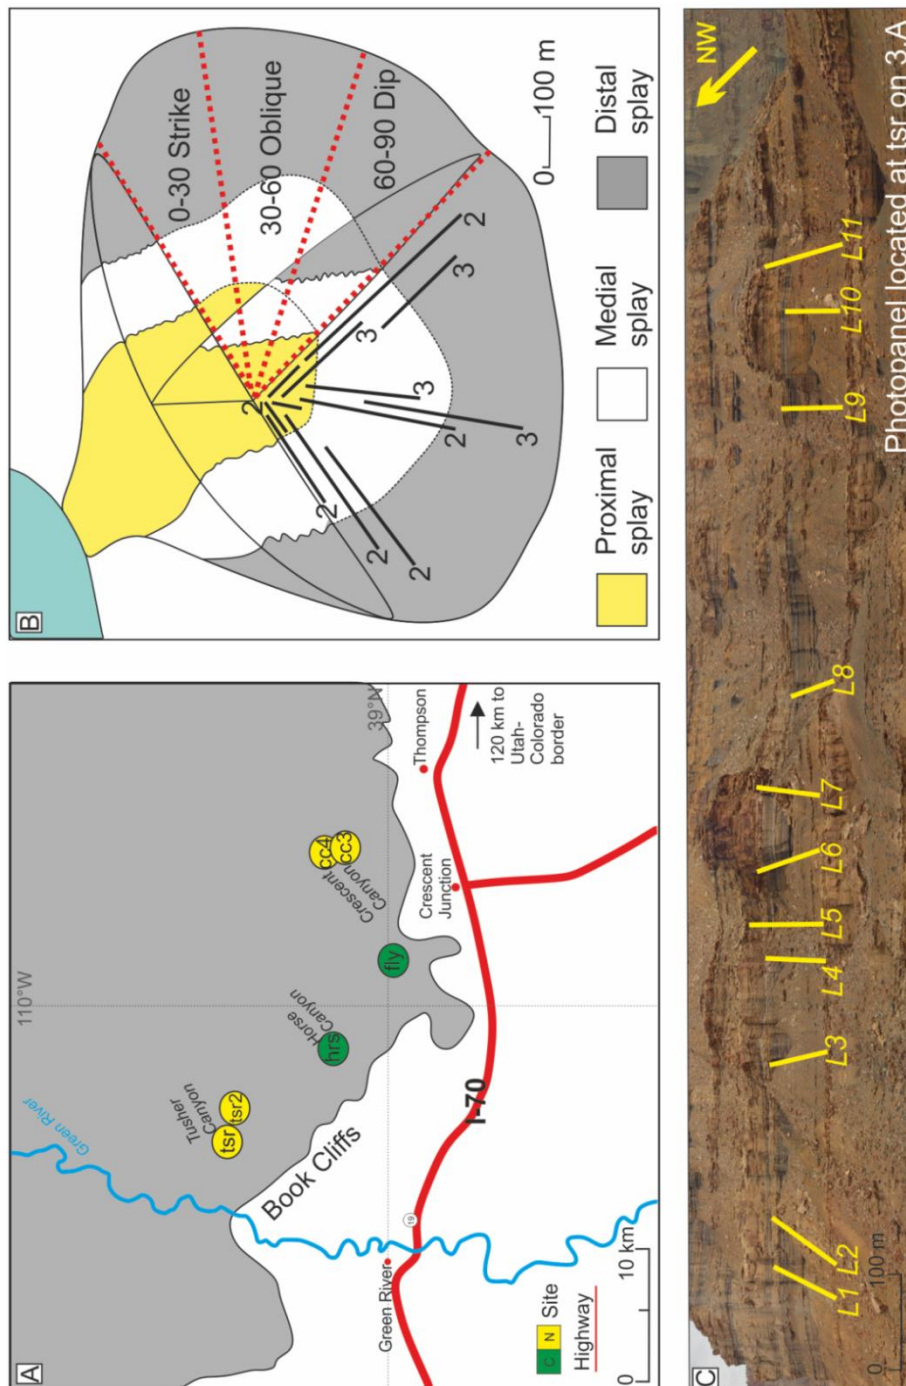 A
110°W
39°N
Green River
Tusher
Canyon
tsr
tsr2
Horse
Canyon
hrs
fly
Crescent
Canyon
cc4
cc3
Book Cliffs
Green River
19
I-70
Crescent
Junction
Thompson
120 km to
Utah-
Colorado
border
C N Site
Highway
0 10 km
B
0-30 Strike
30-60 Oblique
60-90 Dip
2
2
2
2
2
3
3
3
3
2
0 100 m
Proximal
splay
Medial
splay
Distal
splay
C
NW
L1
L2
L3
L4
L5
L6
L7
L8
L9
L10
L11
0 100 m
Photopanel located at tsr on 3.A